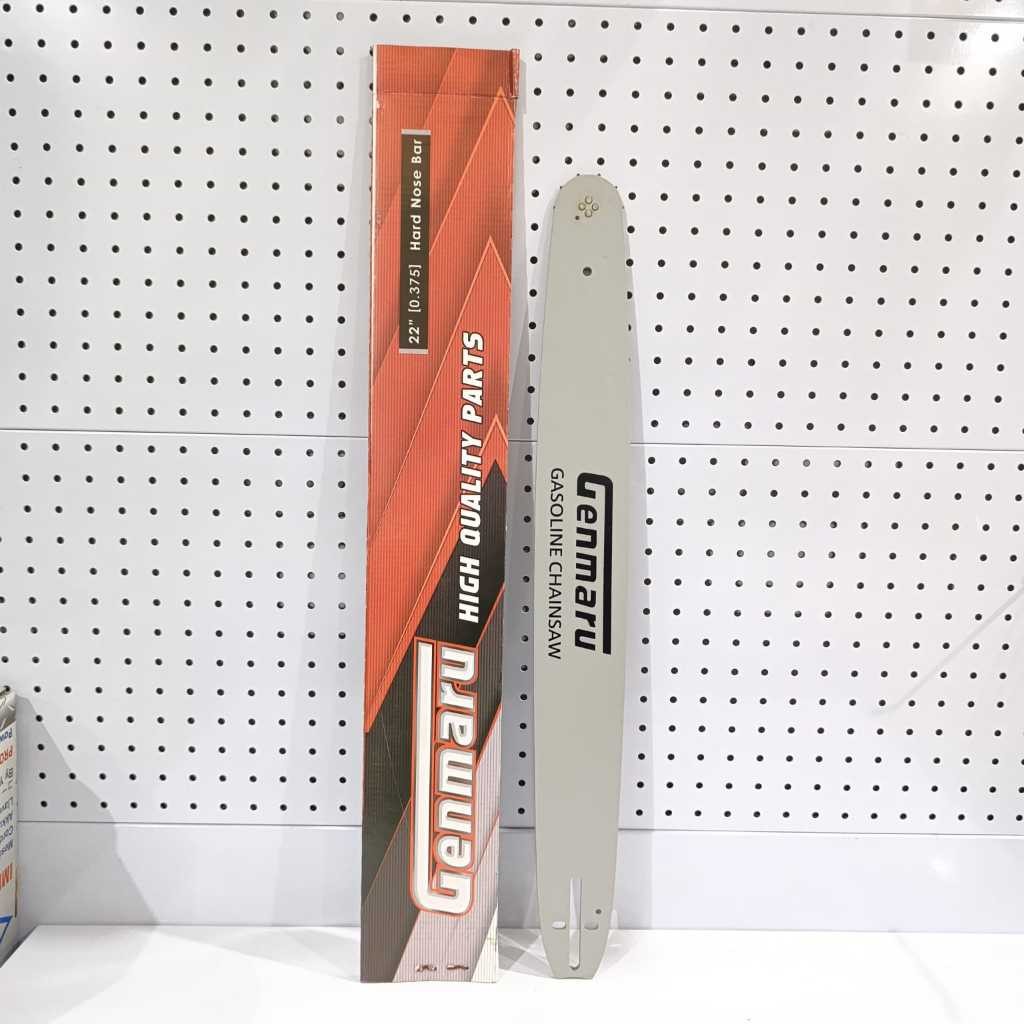 22" [0.375] Hard Nose Bar
HIGH QUALITY PARTS
Genmaru
Genmaru
GASOLINE CHAINSAW